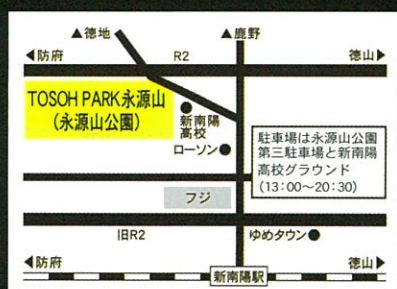 ▲徳地
▲鹿野
◀防府
R2
徳山▶
TOSOH PARK永源山
(永源山公園)
新南陽
高校
ローソン
駐車場は永源山公園
第三駐車場と新南陽
高校グラウンド
(13:00〜20:30)
フジ
旧R2
ゆめタウン
◀防府
徳山▶
新南陽駅